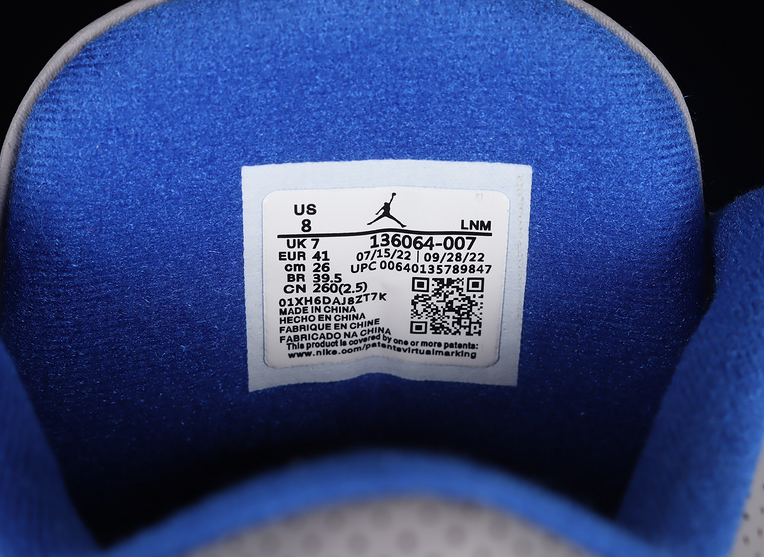 US
8
LNM
UK 7
136064-007
EUR 41
07/15/22 | 09/28/22
cm 26
UPC 00640135789847
BR 39.5
CN 260(2.5)
01XH6DAJ8ZT7K
MADE IN CHINA
HECHO EN CHINA
FABRIQUE EN CHINE
FABRICADO NA CHINA
This product is covered by one or more patents:
www.nike.com/patentsvirtualmarking